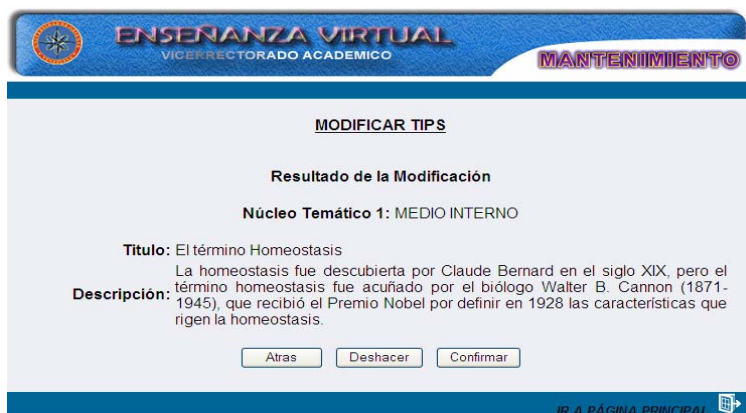 ENSEÑANZA VIRTUAL
VICERRECTORADO ACADEMICO
MANTENIMIENTO
MODIFICAR TIPS
Resultado de la Modificación
Núcleo Temático 1: MEDIO INTERNO
Titulo: El término Homeostasis
Descripción: La homeostasis fue descubierta por Claude Bernard en el siglo XIX, pero el
término homeostasis fue acuñado por el biólogo Walter B. Cannon (1871-
1945), que recibió el Premio Nobel por definir en 1928 las características que
rigen la homeostasis.
Atras Deshacer Confirmar
IR A PÁGINA PRINCIPAL